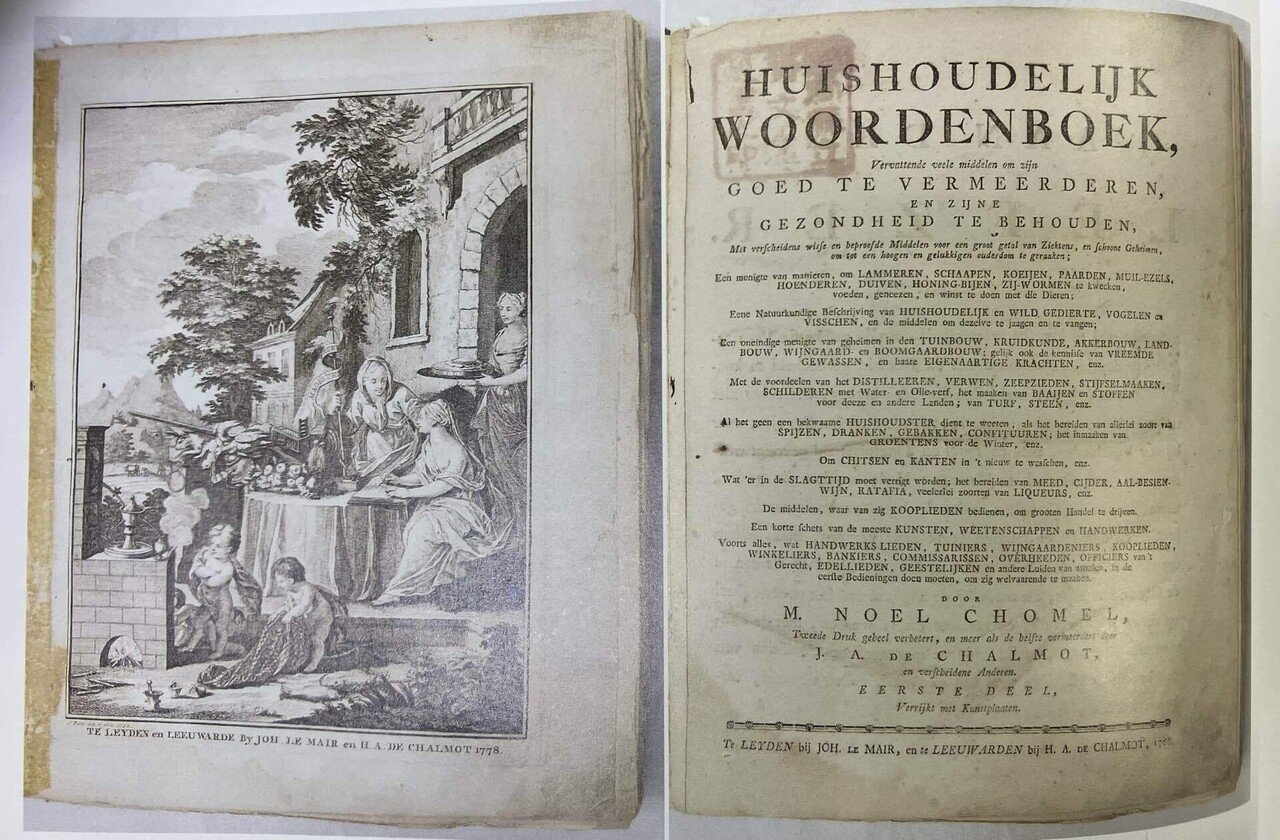 TE LEYDEN en LEEUWARDE By JOH. LE MAIR en H. A. DE CHALMOT 1778.
HUISHOUDELIJK
WOORDENBOEK,
Vervattende veele middelen om zijn
GOED TE VERMEERDEREN,
EN ZIJNE
GEZONDHEID TE BEHOUDEN,
Met verscheidene wisse en beproefde Middelen voor een groot getal van Ziektens, en schoone Geheimen,
om tot een hoogen en gelukkigen ouderdom te geraaken;
Een menigte van manieren, om LAMMEREN, SCHAAPEN, KOEIJEN, PAARDEN, MUIL-EZELS,
HOENDEREN, DUIVEN, HONING-BIJEN, ZIJ-WORMEN te kweeken,
voeden, geneezen, en winst te doen met die Dieren;
Eene Natuurkundige Beschrijving van HUISHOUDELIJK en WILD GEDIERTE, VOGELEN en
VISSCHEN, en de middelen om dezelve te jaagen en te vangen;
Een oneindige menigte van geheimen in den TUINBOUW, KRUIDKUNDE, AKKERBOUW, LAND-
BOUW, WIJNGAARD- en BOOMGAARDBOUW; gelijk ook de kennisse van VREEMDE
GEWASSEN, en haare EIGENAARTIGE KRACHTEN, enz.
Met de voordeelen van het DISTILLEEREN, VERWEN, ZEEPZIEDEN, STIJFSELMAAKEN,
SCHILDEREN met Water- en Olie-verf, het maaken van BAAIJEN en STOFFEN
voor deeze en andere Landen; van TURF, STEEN, enz.
Al het geen een bekwaame HUISHOUDSTER dient te weeten, als het bereiden van allerlei zoort van
SPIJZEN, DRANKEN, GEBAKKEN, CONFITUUREN; het inmaaken van
GROENTENS voor de Winter, enz.
Om CHITSEN en KANTEN in 't nieuw te wasschen, enz.
Wat 'er in de SLAGTTIJD moet verrigt worden; het bereiden van MEED, CIJDER, AAL-BESIEN-
WIJN, RATAFIA, veelerlei zoorten van LIQUEURS, enz.
De middelen, waar van zig KOOPLIEDEN bedienen, om grooten Handel te drijven.
Een korte schets van de meeste KUNSTEN, WEETENSCHAPPEN en HANDWERKEN.
Voorts alles, wat HANDWERKS-LIEDEN, TUINIERS, WIJNGAARDENIERS, KOOPLIEDEN,
WINKELIERS, BANKIERS, COMMISSARISSEN, OVERHEEDEN, OFFICIERS van 't
Gerecht, EDELLIEDEN, GEESTELIJKEN en andere Luiden van aanzien, in de
eerste Bedieningen doen moeten, om zig welvaarende te maaken.
DOOR
M. NOEL CHOMEL,
Tweede Druk geheel verbetert, en meer als de helfte vermeerdert door
J. A. DE CHALMOT,
en verscheidene Anderen.
EERSTE DEEL,
Verrijkt met Kunstplaaten.
Te LEYDEN bij JOH. LE MAIR, en te LEEUWARDEN bij H. A. DE CHALMOT, 1768